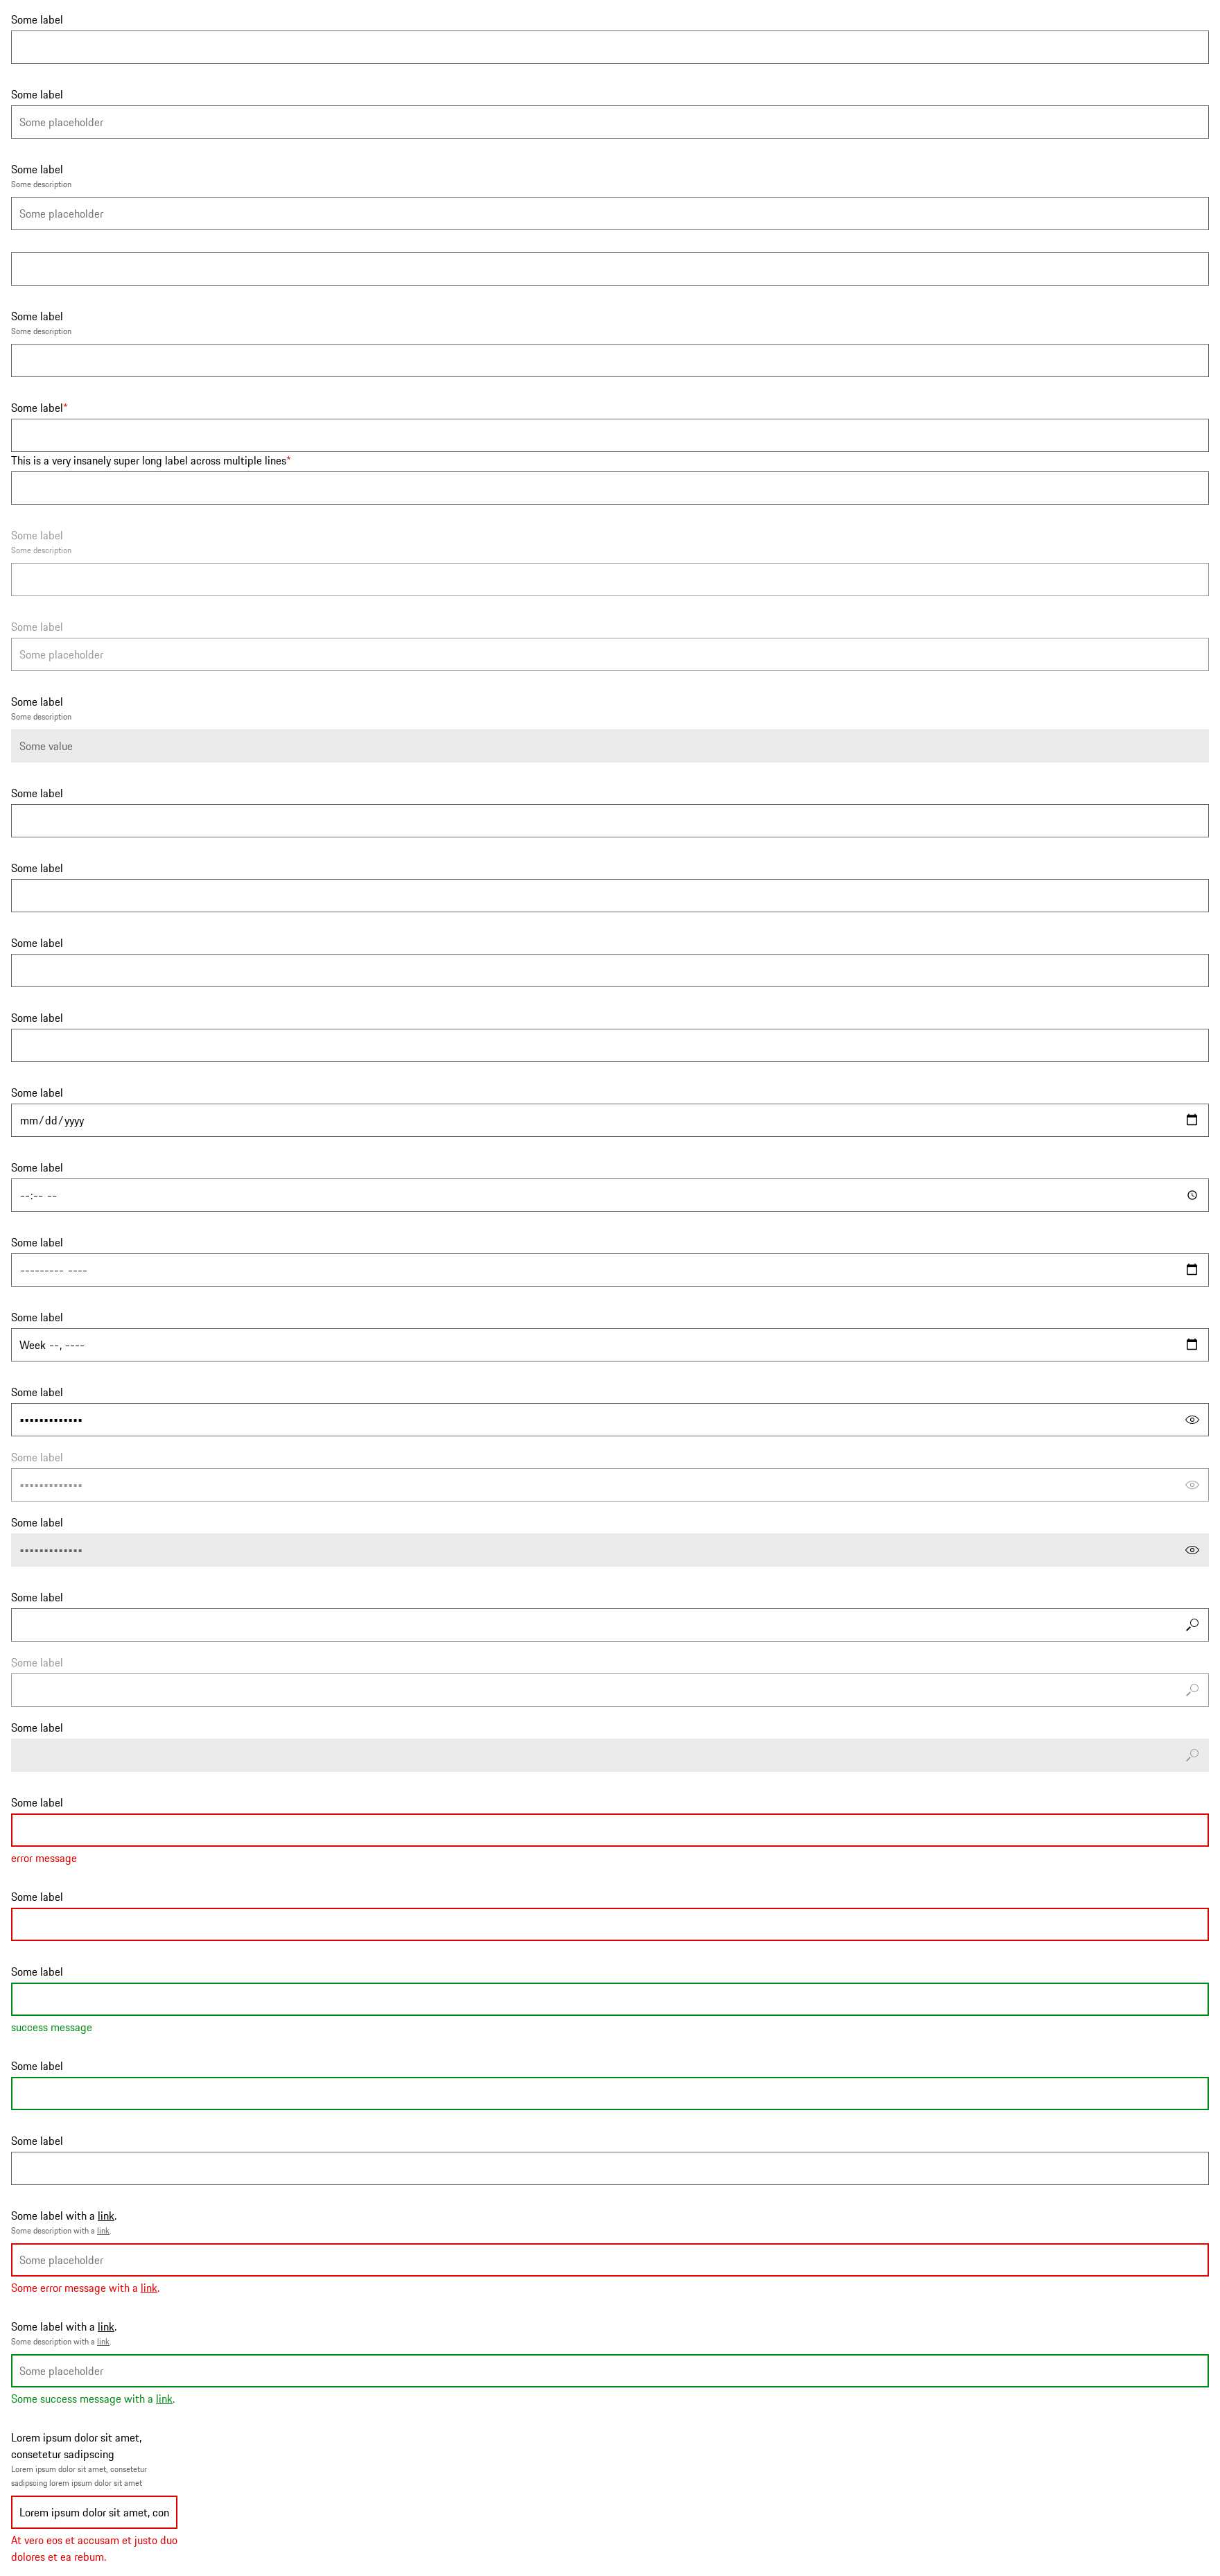 Some label
Some label
Some placeholder
Some label
Some description
Some placeholder
Some label
Some description
Some label*
This is a very insanely super long label across multiple lines*
Some label
Some description
Some label
Some placeholder
Some label
Some description
Some value
Some label
Some label
Some label
Some label
Some label
mm/dd/yyyy
Some label
--:-- --
Some label
--------- ----
Some label
Week --, ----
Some label
•••••••••••••
Some label
•••••••••••••
Some label
•••••••••••••
Some label
Some label
Some label
Some label
error message
Some label
Some label
success message
Some label
Some label
Some label with a link.
Some description with a link.
Some placeholder
Some error message with a link.
Some label with a link.
Some description with a link.
Some placeholder
Some success message with a link.
Lorem ipsum dolor sit amet,
consetetur sadipscing
Lorem ipsum dolor sit amet, consetetur
sadipscing lorem ipsum dolor sit amet
Lorem ipsum dolor sit amet, con
At vero eos et accusam et justo duo
dolores et ea rebum.